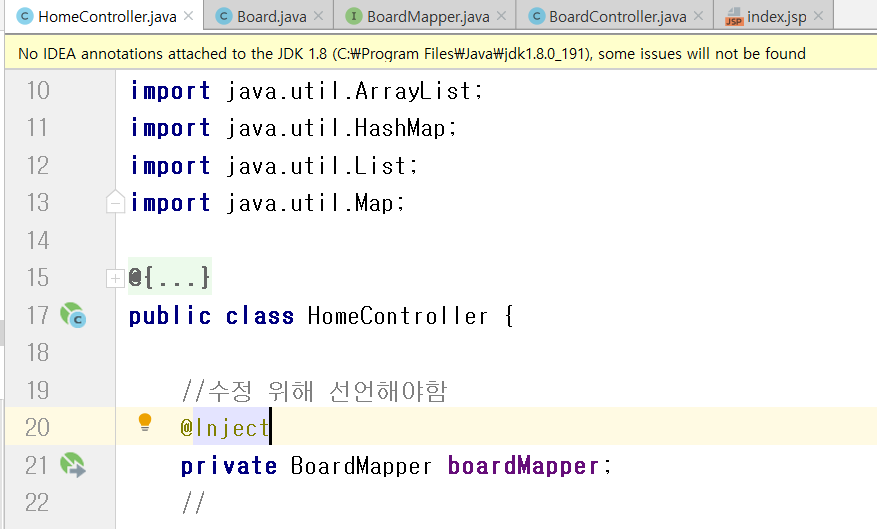 HomeController.java × Board.java × BoardMapper.java × BoardController.java × index.jsp ×
No IDEA annotations attached to the JDK 1.8 (C:₩Program Files₩Java₩jdk1.8.0_191), some issues will not be found
10 import java.util.ArrayList;
11 import java.util.HashMap;
12 import java.util.List;
13 import java.util.Map;
14
15 @{...}
17 public class HomeController {
18
19 //수정 위해 선언해야함
20 @Inject
21 private BoardMapper boardMapper;
22 //